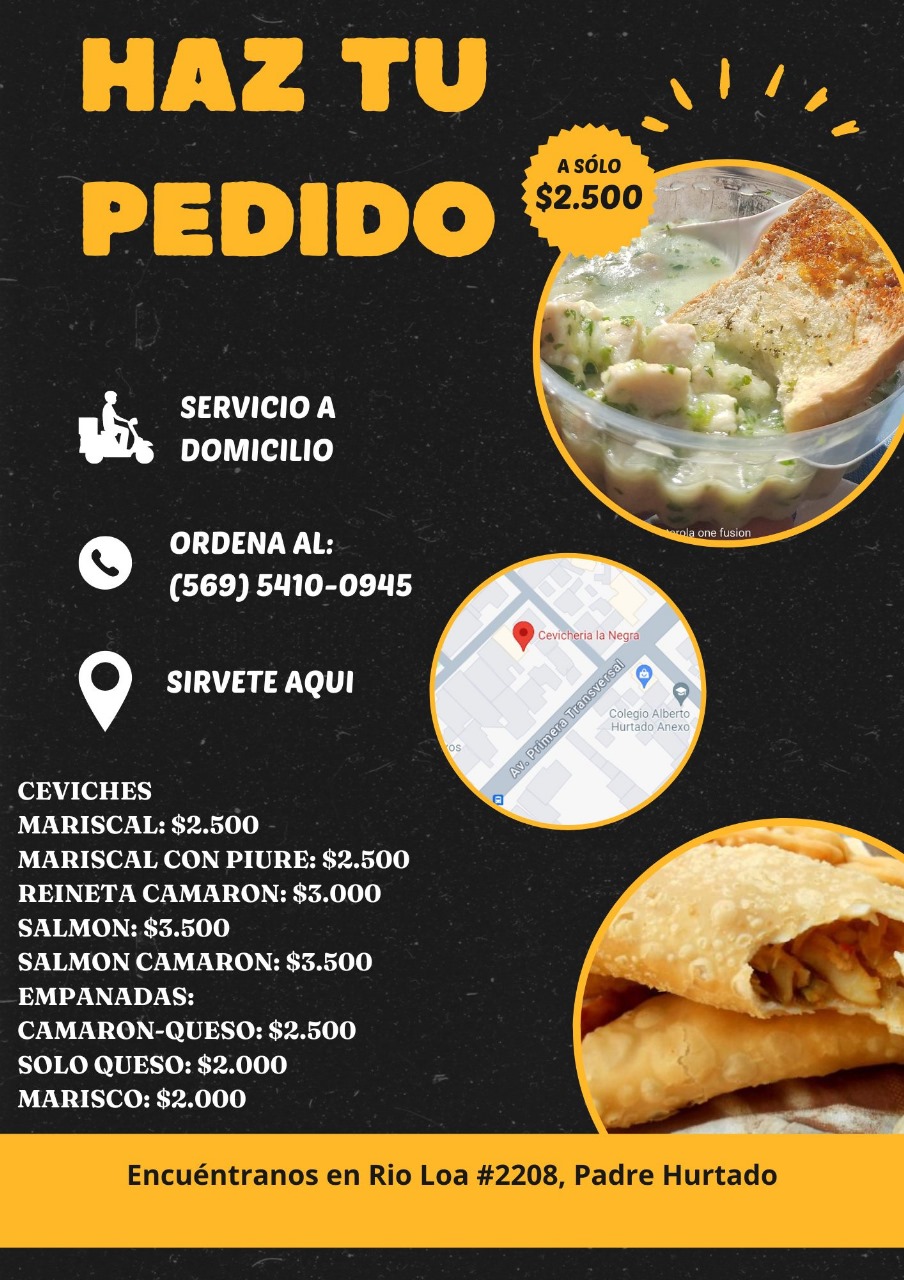 HAZ TU
PEDIDO
A SÓLO
$2.500
SERVICIO A
DOMICILIO
ORDENA AL:
(569) 5410-0945
SIRVETE AQUI
one fusion
Cevicheria la Negra
Av. Primera Transversal
Colegio Alberto
Hurtado Anexo
CEVICHES
MARISCAL: $2.500
MARISCAL CON PIURE: $2.500
REINETA CAMARON: $3.000
SALMON: $3.500
SALMON CAMARON: $3.500
EMPANADAS:
CAMARON-QUESO: $2.500
SOLO QUESO: $2.000
MARISCO: $2.000
Encuéntranos en Rio Loa #2208, Padre Hurtado